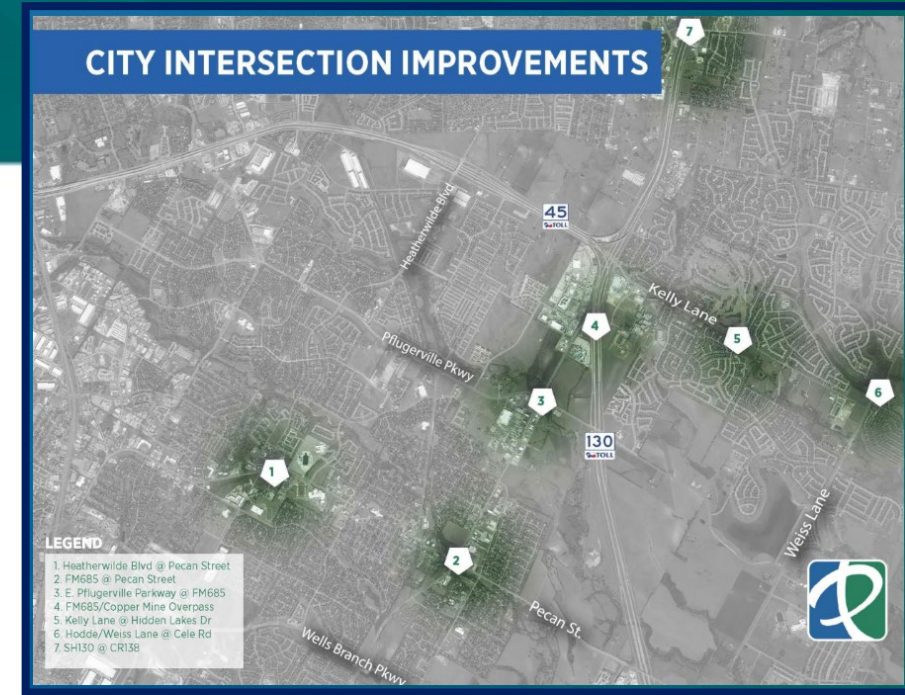 CITY INTERSECTION IMPROVEMENTS
7
Heatherwilde Blvd
45
TOLL
Kelly Lane
4
5
Pflugerville Pkwy
3
6
130
TOLL
1
Weiss Lane
2
Pecan St.
Wells Branch Pkwy
LEGEND
1. Heatherwilde Blvd @ Pecan Street
2. FM685 @ Pecan Street
3. E. Pflugerville Parkway @ FM685
4. FM685/Copper Mine Overpass
5. Kelly Lane @ Hidden Lakes Dr
6. Hodde/Weiss Lane @ Cele Rd
7. SH130 @ CR138